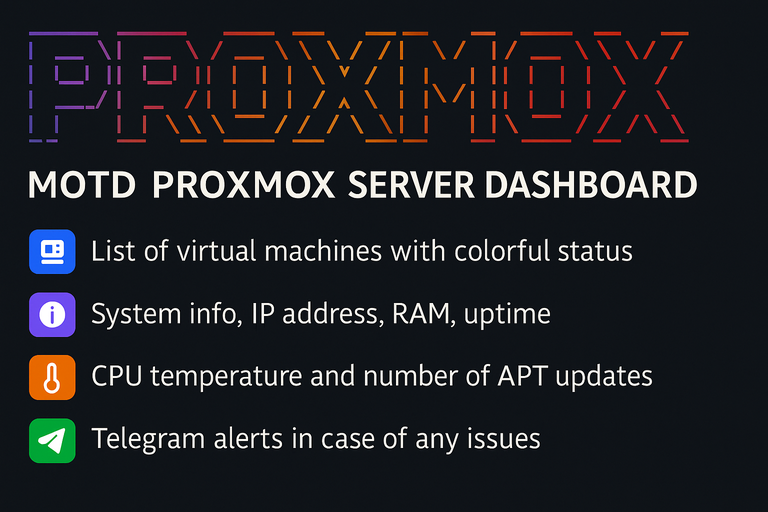 PROXMOX
MOTD PROXMOX SERVER DASHBOARD
List of virtual machines with colorful status
System info, IP address, RAM, uptime
CPU temperature and number of APT updates
Telegram alerts in case of any issues